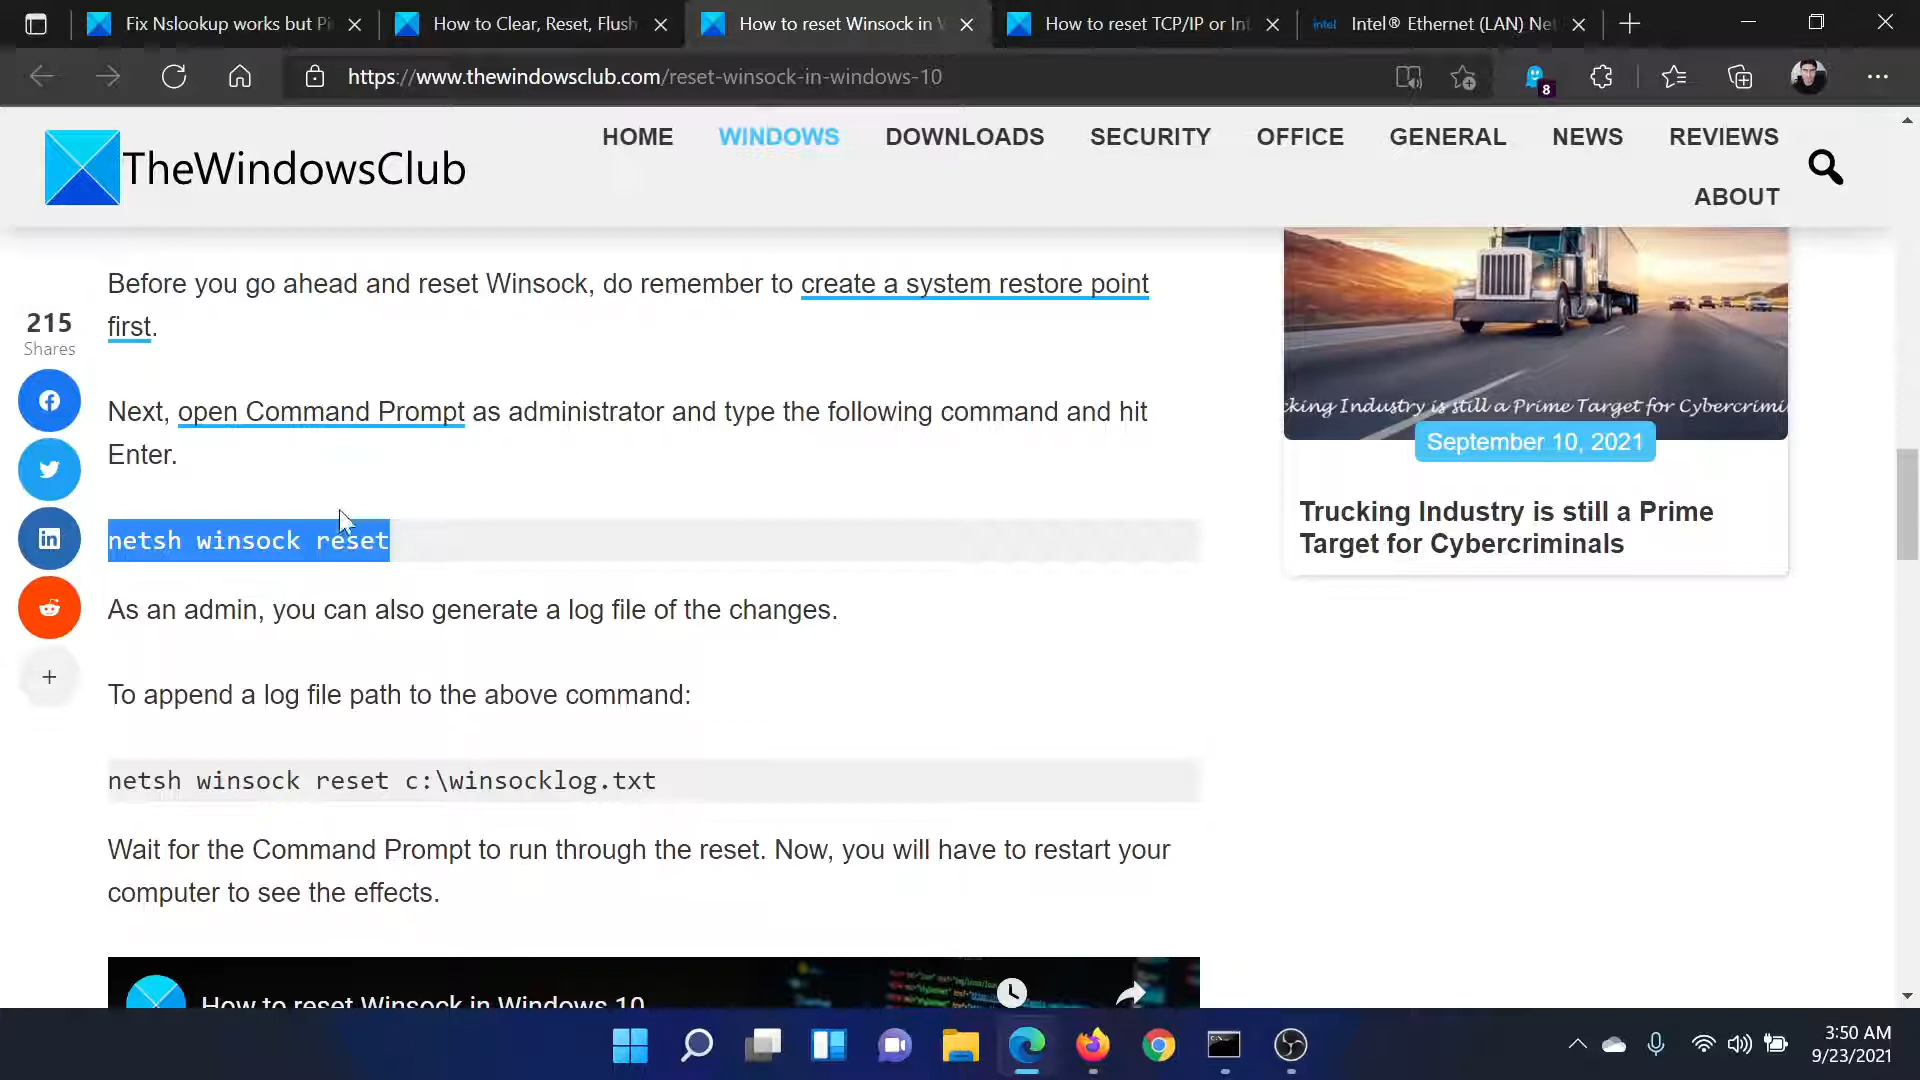 Fix Nslookup works but Pi
How to Clear, Reset, Flush
How to reset Winsock in W
How to reset TCP/IP or Int
intel Intel® Ethernet (LAN) Net
https://www.thewindowsclub.com/reset-winsock-in-windows-10
8
TheWindowsClub
HOME WINDOWS DOWNLOADS SECURITY OFFICE GENERAL NEWS REVIEWS
ABOUT
Before you go ahead and reset Winsock, do remember to create a system restore point
first.
215
Shares
Next, open Command Prompt as administrator and type the following command and hit
Enter.
netsh winsock reset
As an admin, you can also generate a log file of the changes.
To append a log file path to the above command:
netsh winsock reset c:\winsocklog.txt
Wait for the Command Prompt to run through the reset. Now, you will have to restart your
computer to see the effects.
How to reset Winsock in Windows 10
cking Industry is still a Prime Target for Cybercrimi
September 10, 2021
Trucking Industry is still a Prime
Target for Cybercriminals
3:50 AM
9/23/2021